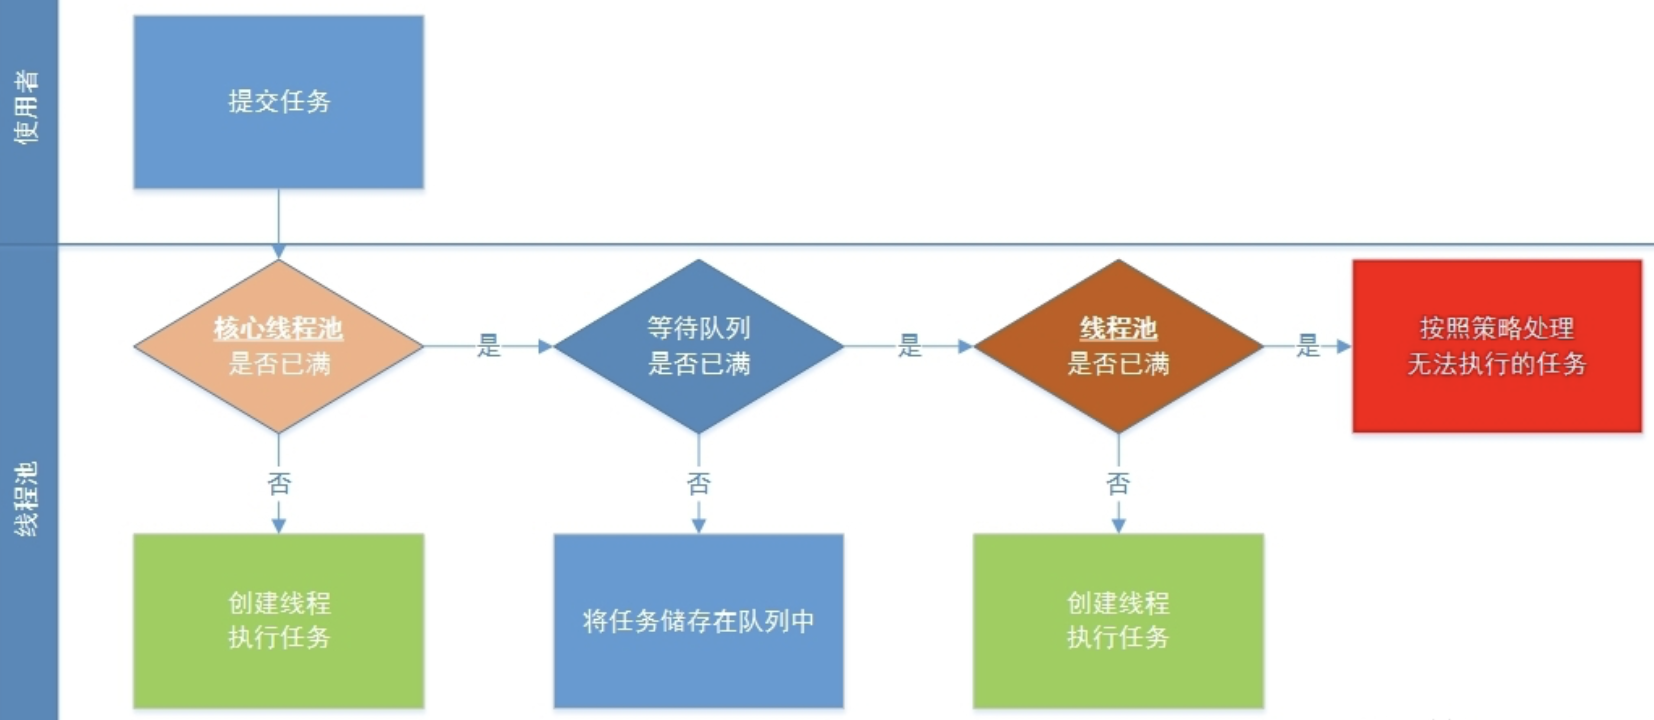 使用者
提交任务
线程池
核心线程池
是否已满
是
等待队列
是否已满
是
线程池
是否已满
是
按照策略处理
无法执行的任务
否
否
否
创建线程
执行任务
将任务储存在队列中
创建线程
执行任务